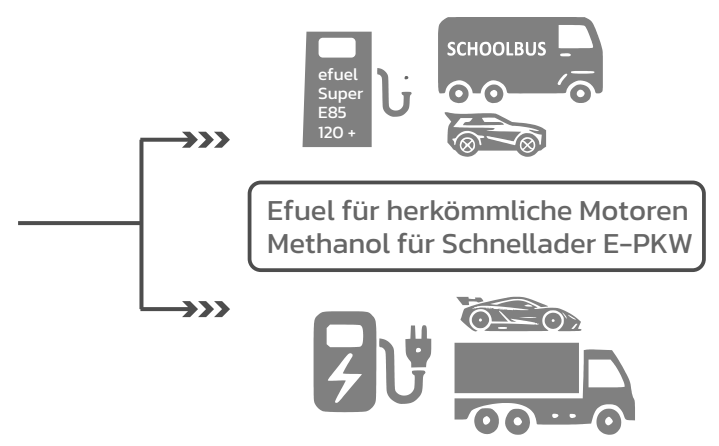 efuel
Super
E85
120 +
SCHOOLBUS
Efuel für herkömmliche Motoren
Methanol für Schnellader E-PKW